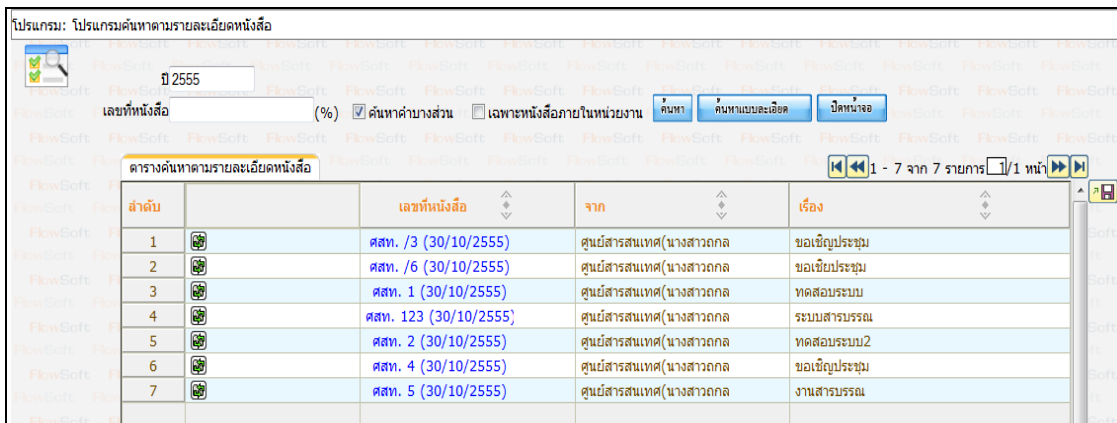 โปรแกรม: โปรแกรมค้นหาตามรายละเอียดหนังสือ
ปี 2555
เลขที่หนังสือ (%) ค้นหาคำบางส่วน เฉพาะหนังสือภายในหน่วยงาน ค้นหา ค้นหาแบบละเอียด ปิดหน้าจอ
ตารางค้นหาตามรายละเอียดหนังสือ 1 - 7 จาก 7 รายการ 1/1 หน้า
ลำดับ เลขที่หนังสือ จาก เรื่อง
1 ศสท. /3 (30/10/2555) ศูนย์สารสนเทศ(นางสาวถกล ขอเชิญประชุม
2 ศสท. /6 (30/10/2555) ศูนย์สารสนเทศ(นางสาวถกล ขอเชิยประชุม
3 ศสท. 1 (30/10/2555) ศูนย์สารสนเทศ(นางสาวถกล ทดสอบระบบ
4 ศสท. 123 (30/10/2555) ศูนย์สารสนเทศ(นางสาวถกล ระบบสารบรรณ
5 ศสท. 2 (30/10/2555) ศูนย์สารสนเทศ(นางสาวถกล ทดสอบระบบ2
6 ศสท. 4 (30/10/2555) ศูนย์สารสนเทศ(นางสาวถกล ขอเชิญประชุม
7 ศสท. 5 (30/10/2555) ศูนย์สารสนเทศ(นางสาวถกล งานสารบรรณ